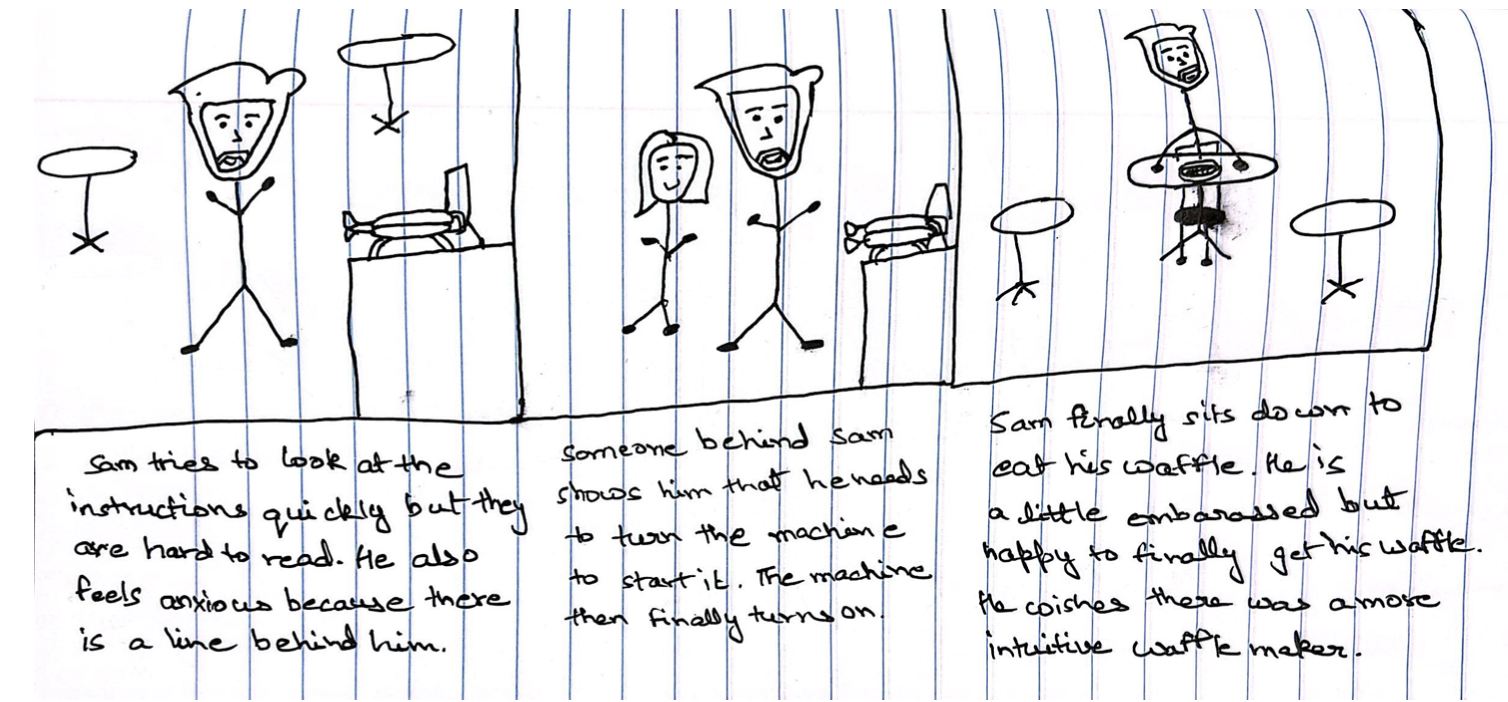 Sam tries to look at the
instructions quickly but they
are hard to read. He also
feels anxious because there
is a line behind him.
Someone behind Sam
shows him that he needs
to turn the machine
to start it. The machine
then finally turns on.
Sam finally sits down to
eat his waffle. He is
a little embarassed but
happy to finally get his waffle.
He wishes there was a more
intuitive waffle maker.